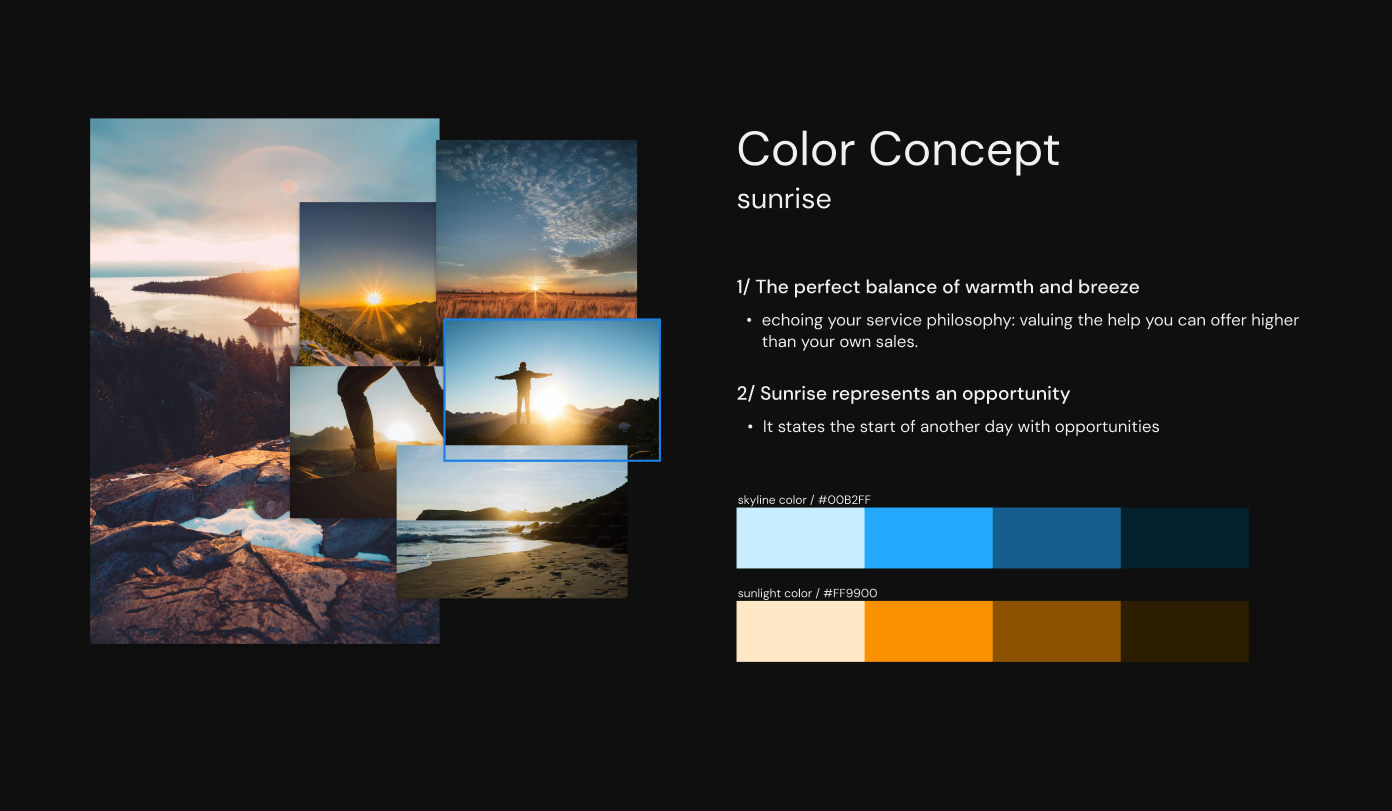 Color Concept
sunrise
1/ The perfect balance of warmth and breeze
• echoing your service philosophy: valuing the help you can offer higher
than your own sales.
2/ Sunrise represents an opportunity
• It states the start of another day with opportunities
skyline color / #00B2FF
sunlight color / #FF9900